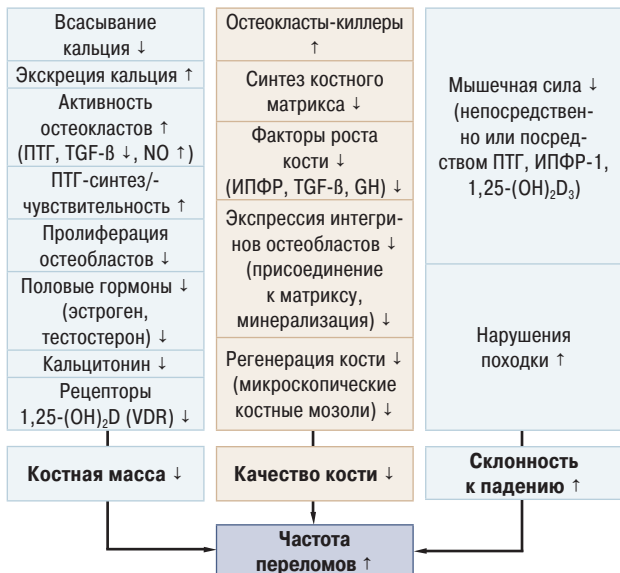 Всасывание
кальция ↓
Экскреция кальция ↑
Активность
остеокластов ↑
(ПТГ, TGF-ß ↓, NO ↑)
ПТГ-синтез/-
чувствительность ↑
Пролиферация
остеобластов ↓
Половые гормоны ↓
(эстроген,
тестостерон) ↓
Кальцитонин ↓
Рецепторы
1,25-(OH)₂D (VDR) ↓
Костная масса ↓
Остеокласты-киллеры
↑
Синтез костного
матрикса ↓
Факторы роста
кости ↓
(ИПФР, TGF-ß, GH) ↓
Экспрессия интегри-
нов остеобластов ↓
(присоединение
к матриксу,
минерализация) ↓
Регенерация кости ↓
(микроскопические
костные мозоли) ↓
Качество кости ↓
Мышечная сила ↓
(непосредствен-
но или посред-
ством ПТГ, ИПФР-1,
1,25-(OH)₂D₃)
Нарушения
походки ↑
Склонность
к падению ↑
Частота
переломов ↑